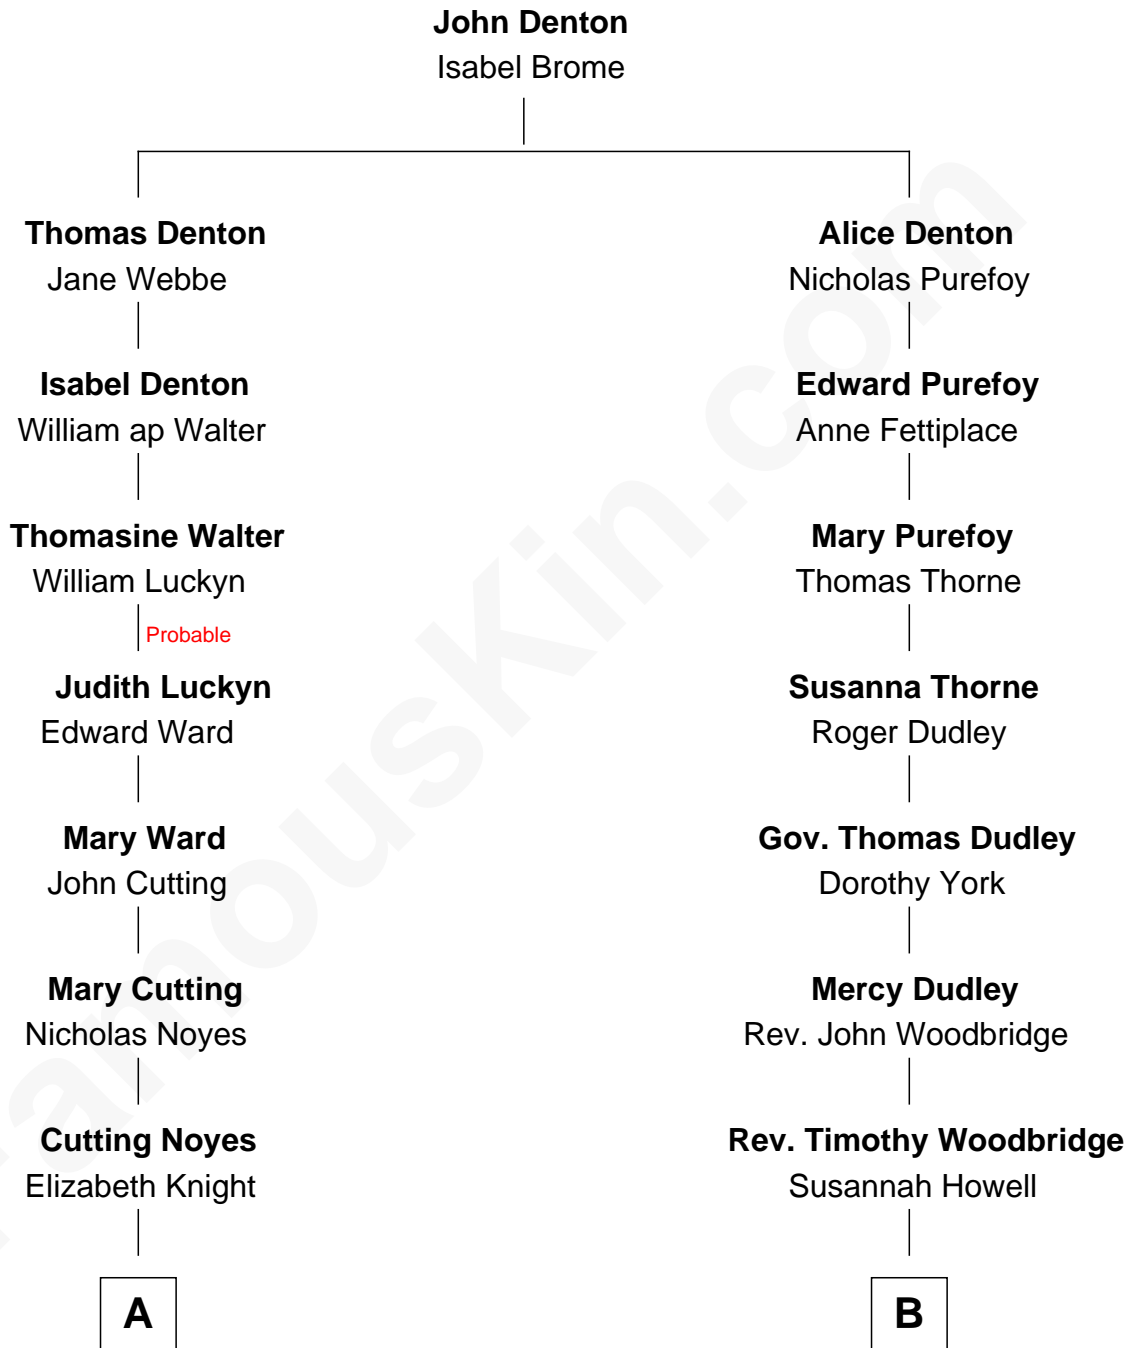 John Denton
Isabel Brome
Thomas Denton
Jane Webbe
Alice Denton
Nicholas Purefoy
Isabel Denton
William ap Walter
Edward Purefoy
Anne Fettiplace
Thomasine Walter
William Luckyn
Mary Purefoy
Thomas Thorne
Probable
Judith Luckyn
Edward Ward
Susanna Thorne
Roger Dudley
Mary Ward
John Cutting
Gov. Thomas Dudley
Dorothy York
Mary Cutting
Nicholas Noyes
Mercy Dudley
Rev. John Woodbridge
Cutting Noyes
Elizabeth Knight
Rev. Timothy Woodbridge
Susannah Howell
A
B
FamousKin.com